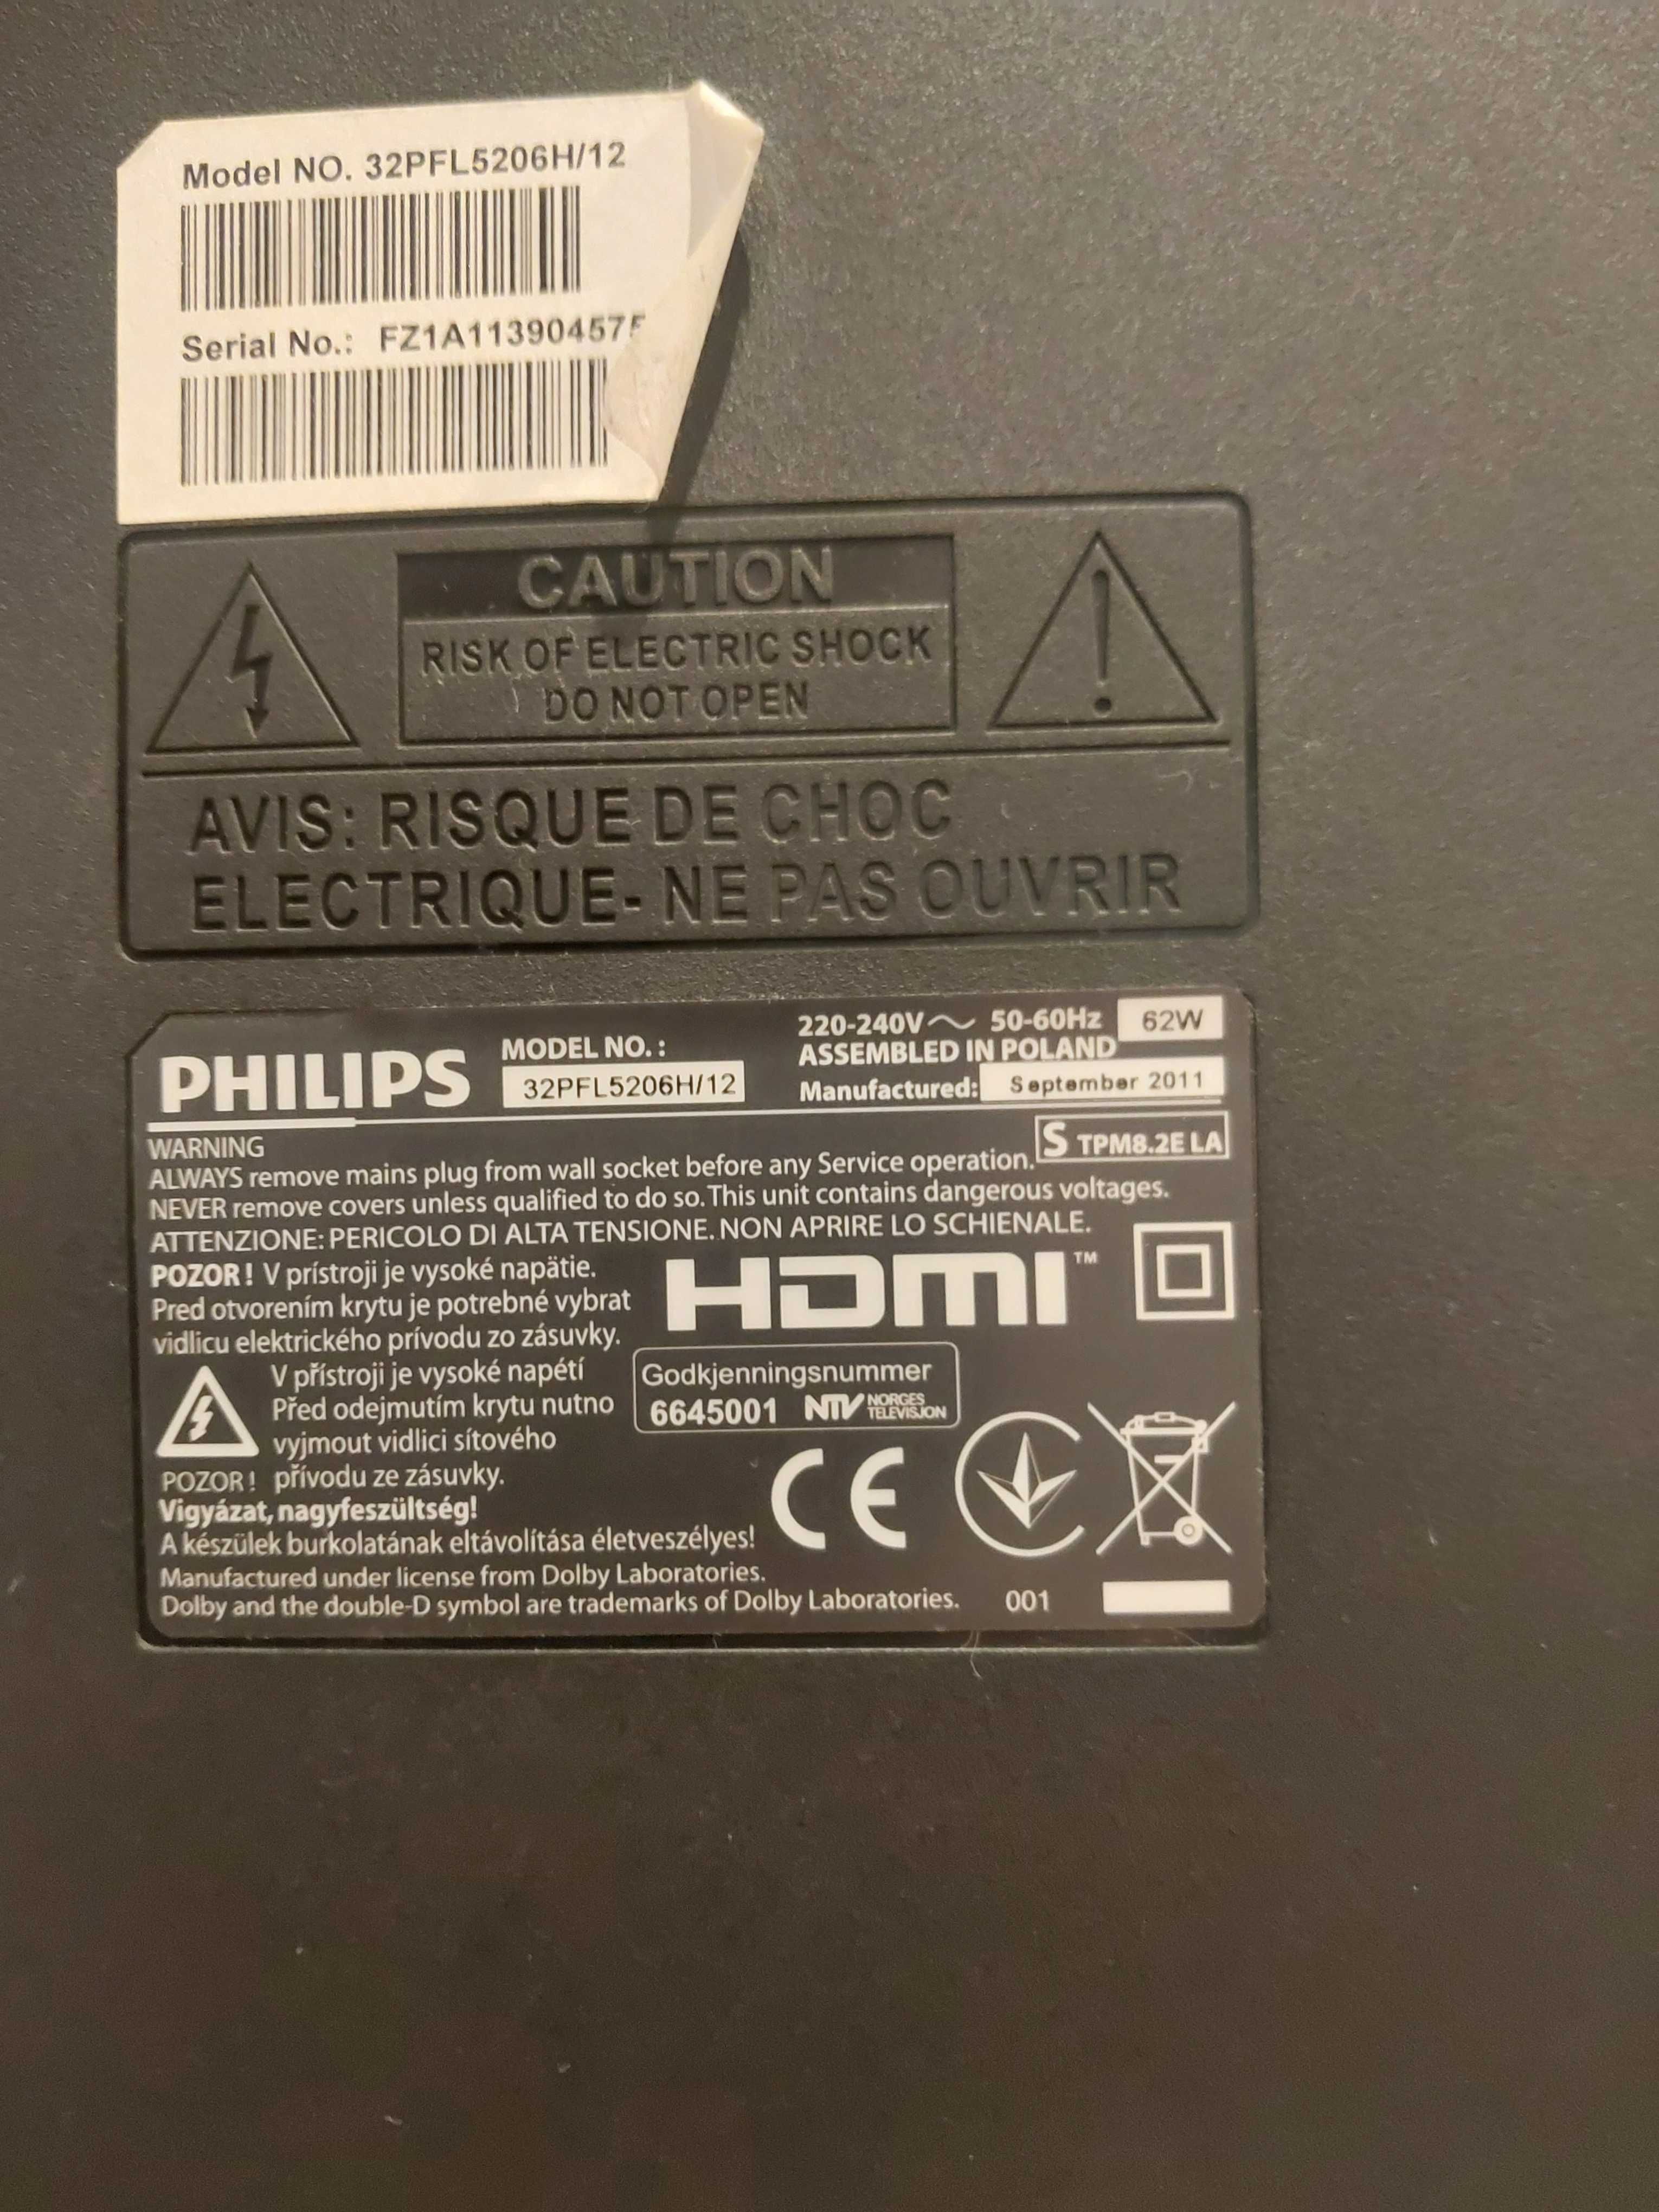 Model NO. 32PFL5206H/12
Serial No.: FZ1A113904575
CAUTION
RISK OF ELECTRIC SHOCK
DO NOT OPEN
AVIS: RISQUE DE CHOC
ELECTRIQUE- NE PAS OUVRIR
PHILIPS
MODEL NO. :
32PFL5206H/12
220-240V~ 50-60Hz 62W
ASSEMBLED IN POLAND
Manufactured: September 2011
WARNING
S TPM8.2E LA
ALWAYS remove mains plug from wall socket before any Service operation.
NEVER remove covers unless qualified to do so. This unit contains dangerous voltages.
ATTENZIONE: PERICOLO DI ALTA TENSIONE. NON APRIRE LO SCHIENALE.
POZOR! V prístroji je vysoké napätie.
Pred otvorením krytu je potrebné vybrat
vidlicu elektrického prívodu zo zásuvky.
HDMI™
V přístroji je vysoké napétí
Před odejmutím krytu nutno
vyjmout vidlici sítového
POZOR! přívodu ze zásuvky.
Godkjenningsnummer
6645001 NTV NORGES
TELEVISJON
CE
Vigyázat, nagyfeszültség!
A készülek burkolatának eltávolítása életveszélyes!
Manufactured under license from Dolby Laboratories.
Dolby and the double-D symbol are trademarks of Dolby Laboratories. 001